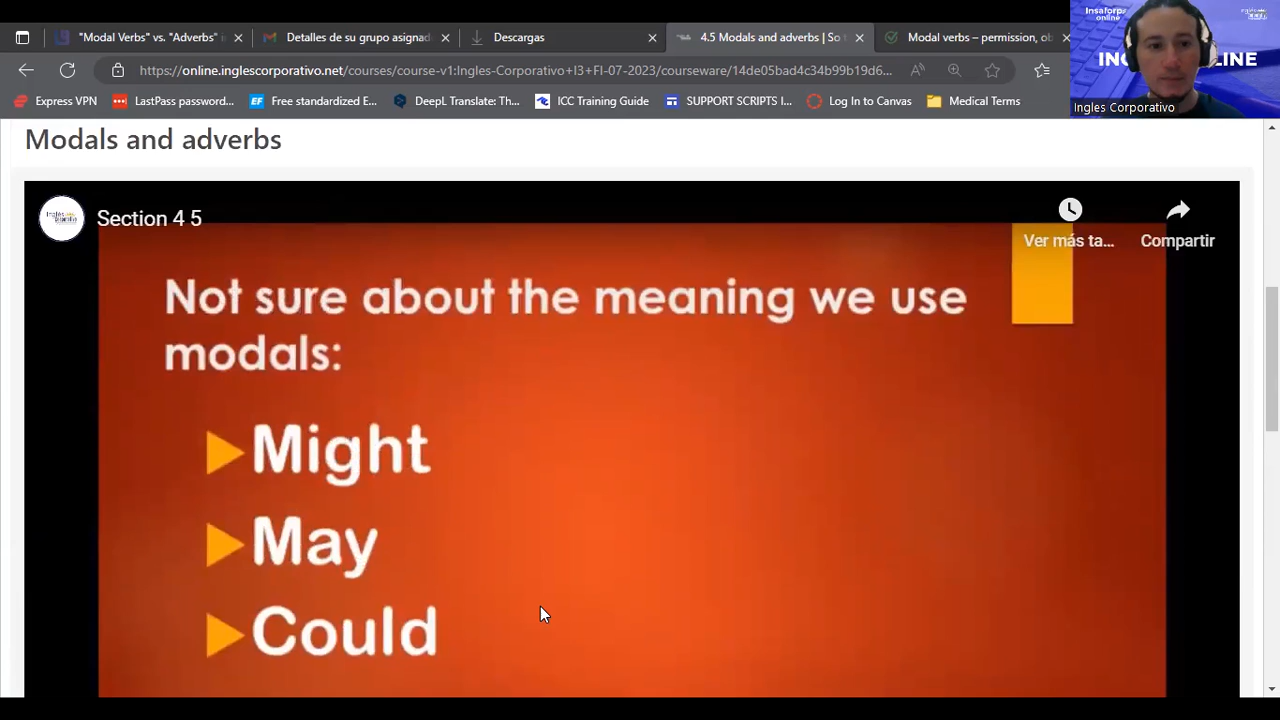 "Modal Verbs" vs. "Adverbs" i
Detalles de su grupo asignad
Descargas
4.5 Modals and adverbs | So
Modal verbs – permission, ob
Insaforp
online
https://online.inglescorporativo.net/courses/course-v1:Ingles-Corporativo+I3+FI-07-2023/courseware/14de05bad4c34b99b19d6...
Express VPN
LastPass password...
Free standardized E...
DeepL Translate: Th...
ICC Training Guide
SUPPORT SCRIPTS I...
Log In to Canvas
Medical Terms
Ingles Corporativo
Modals and adverbs
Section 4 5
Ver más ta...
Compartir
Not sure about the meaning we use
modals:
Might
May
Could